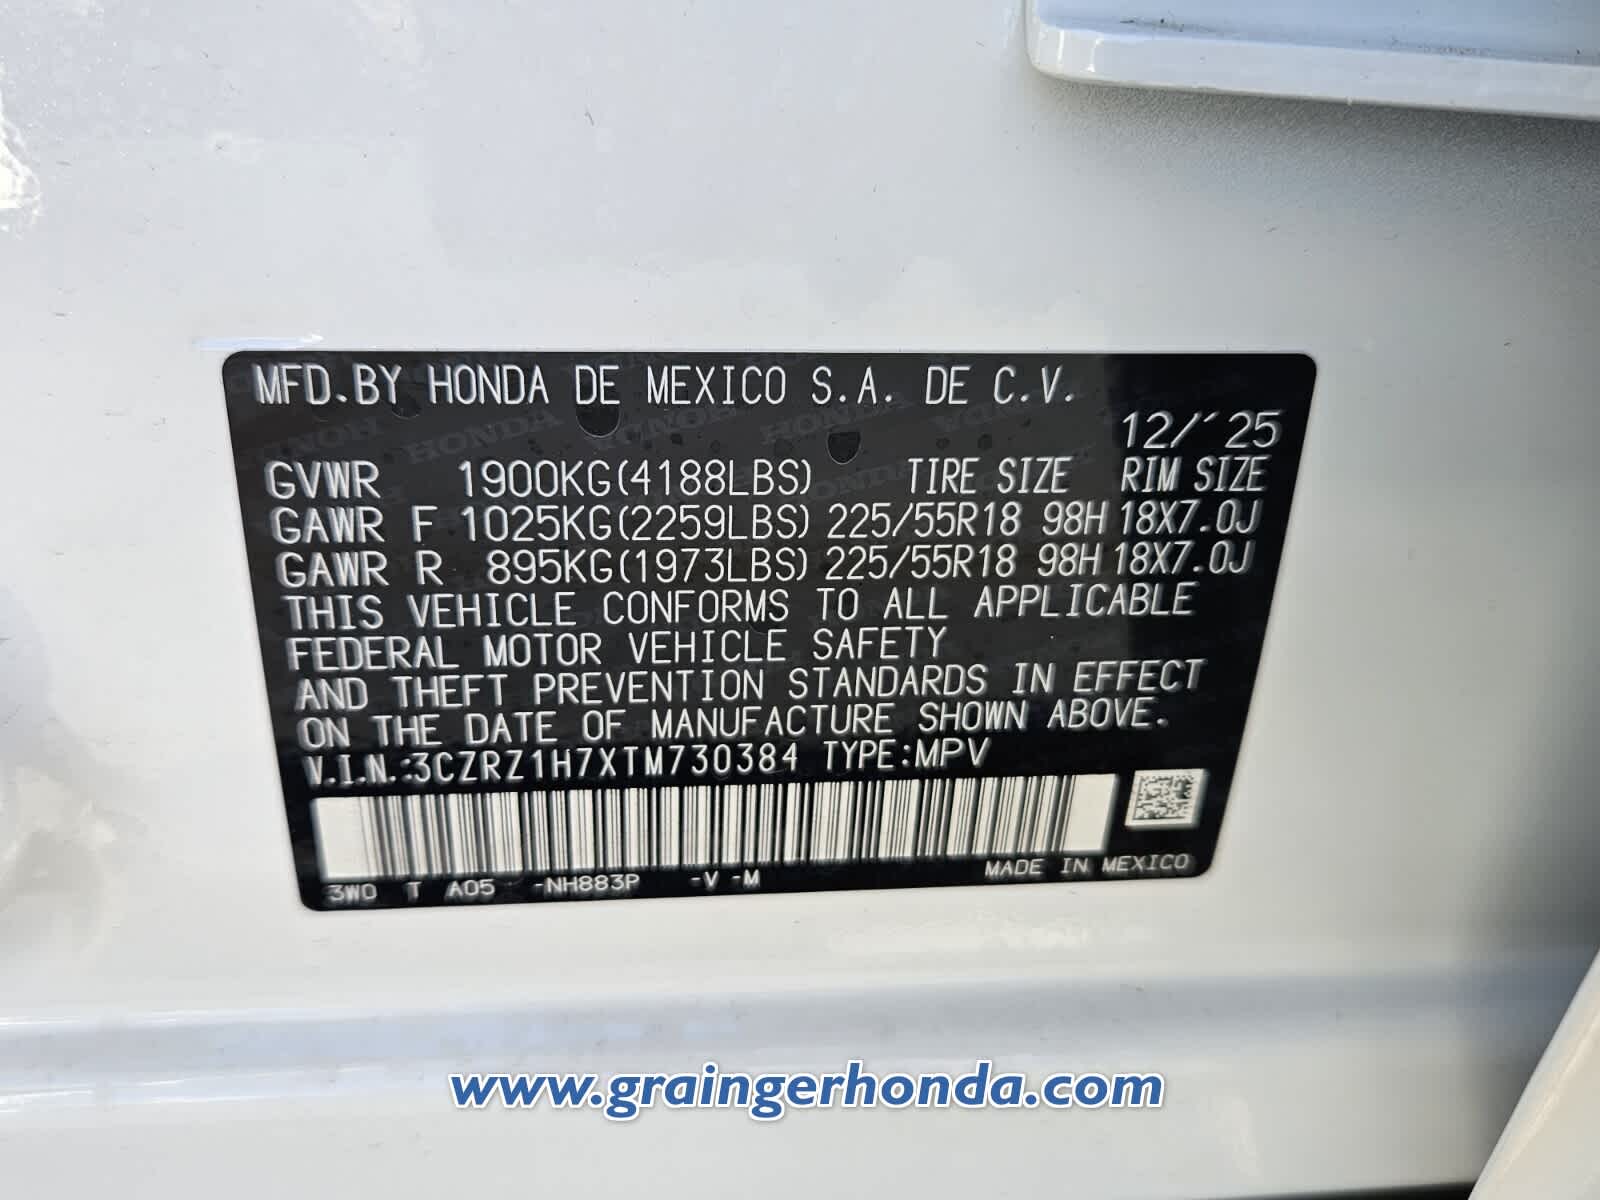 MFD.BY HONDA DE MEXICO S.A. DE C.V.
12/'25
GVWR 1900KG(4188LBS) TIRE SIZE RIM SIZE
GAWR F 1025KG(2259LBS) 225/55R18 98H 18X7.0J
GAWR R 895KG(1973LBS) 225/55R18 98H 18X7.0J
THIS VEHICLE CONFORMS TO ALL APPLICABLE
FEDERAL MOTOR VEHICLE SAFETY
AND THEFT PREVENTION STANDARDS IN EFFECT
ON THE DATE OF MANUFACTURE SHOWN ABOVE.
V.I.N.:3CZRZ1H7XTM730384 TYPE:MPV
MADE IN MEXICO
3W0 T A05 -NH883P -V -M
www.graingerhonda.com